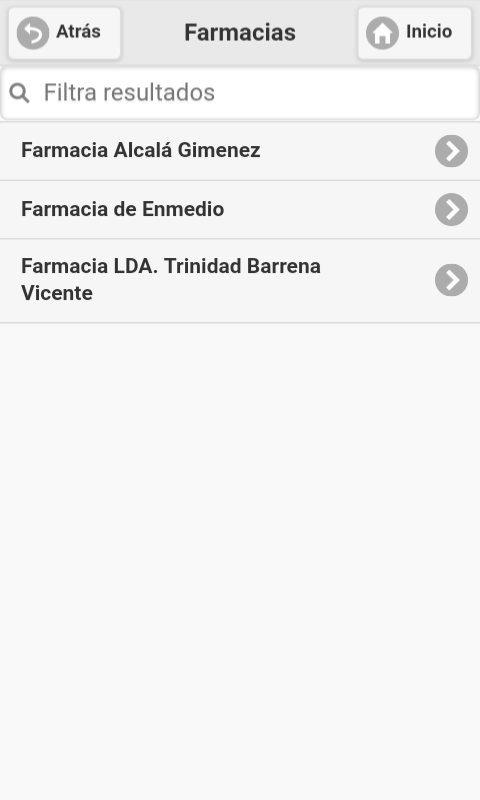 Atrás
Farmacias
Inicio
Filtra resultados
Farmacia Alcalá Gimenez
Farmacia de Enmedio
Farmacia LDA. Trinidad Barrena
Vicente